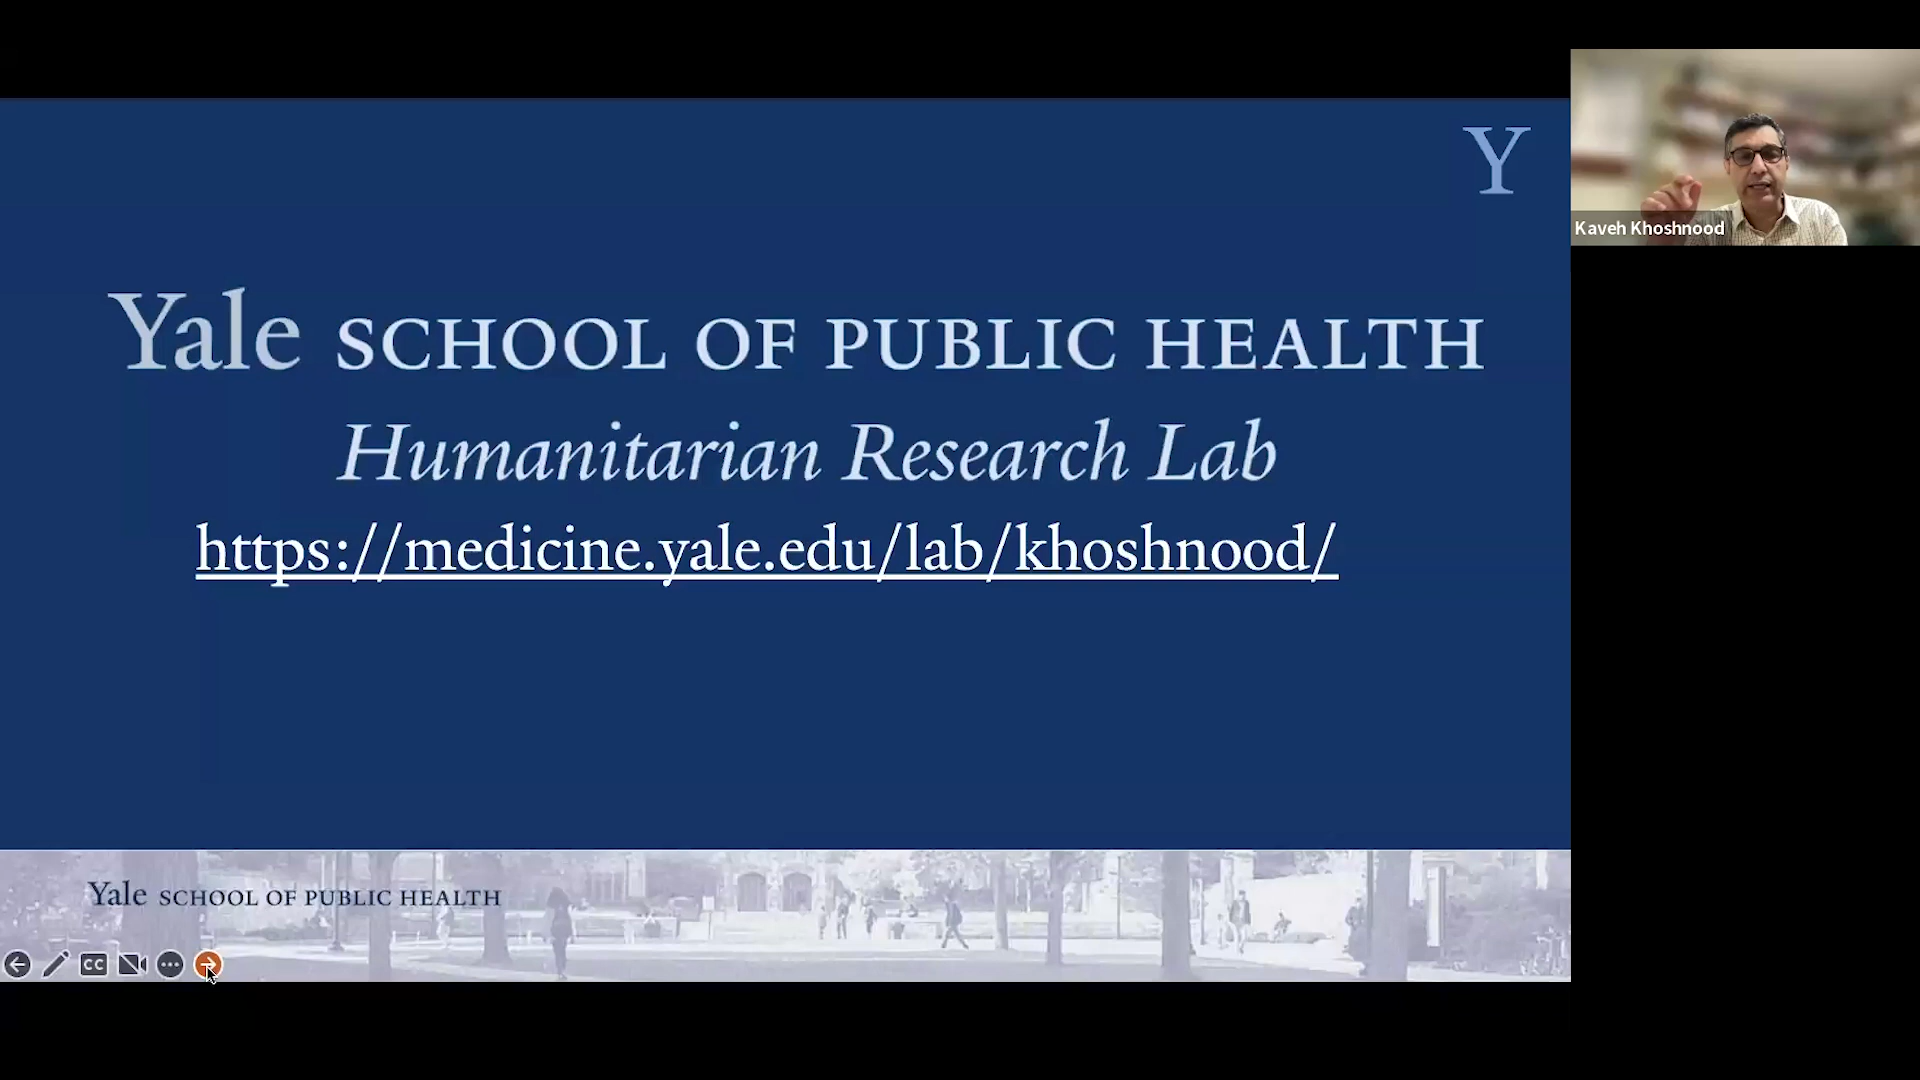 Y
Yale SCHOOL OF PUBLIC HEALTH
Humanitarian Research Lab
https://medicine.yale.edu/lab/khoshnood/
Yale SCHOOL OF PUBLIC HEALTH
CC
Kaveh Khoshnood